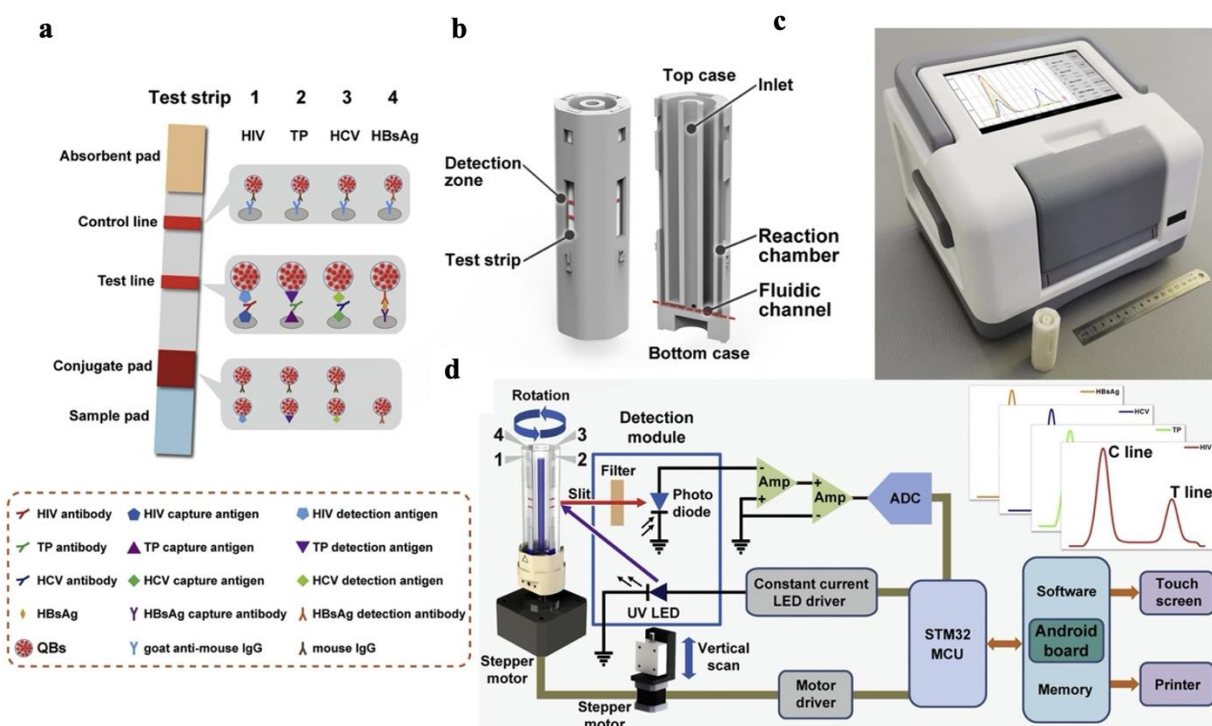 a
Test strip 1 2 3 4
HIV TP HCV HBsAg
Absorbent pad
Control line
Test line
Conjugate pad
Sample pad
HIV antibody HIV capture antigen HIV detection antigen
TP antibody TP capture antigen TP detection antigen
HCV antibody HCV capture antigen HCV detection antigen
HBsAg HBsAg capture antibody HBsAg detection antibody
QBs goat anti-mouse IgG mouse IgG
b
Top case
Inlet
Detection
zone
Test strip
1 2
Reaction
chamber
Fluidic
channel
Bottom case
c
d
Rotation
4 3
1 2
Detection
module
Slit
Filter
Photo
diode
UV LED
- Amp +
+ Amp -
ADC
Constant current
LED driver
STM32
MCU
Stepper
motor
Vertical
scan
Stepper
motor
Motor
driver
HBsAg
HCV
TP
HIV
C line
T line
Software
Android
board
Memory
Touch
screen
Printer